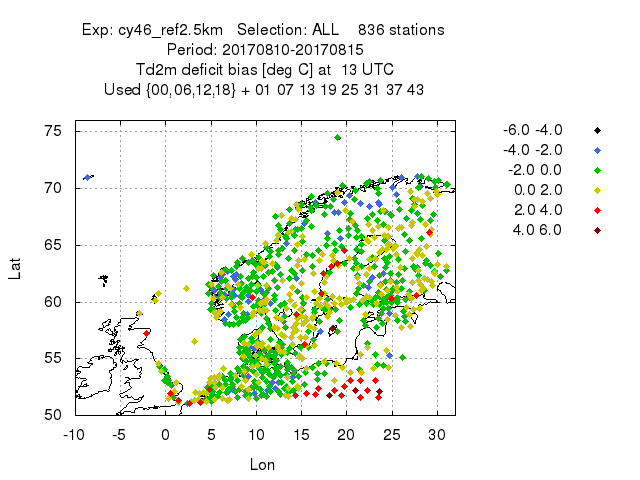 Exp: cy46_ref2.5km Selection: ALL 836 stations
Period: 20170810-20170815
Td2m deficit bias [deg C] at 13 UTC
Used {00,06,12,18} + 01 07 13 19 25 31 37 43
-6.0 -4.0
-4.0 -2.0
-2.0 0.0
0.0 2.0
2.0 4.0
4.0 6.0
75
70
65
60
55
50
Lat
-10 -5 0 5 10 15 20 25 30
Lon